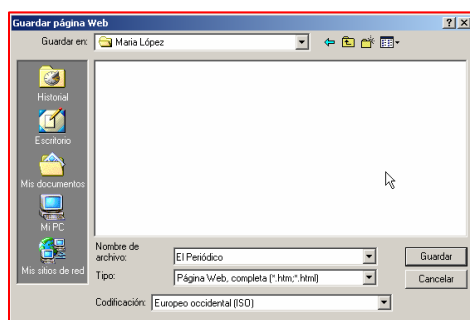 Guardar página Web
Guardar en: Maria López
Historial
Escritorio
Mis documentos
Mi PC
Mis sitios de red
Nombre de archivo: El Periódico
Guardar
Tipo: Página Web, completa (*.htm;*.html)
Cancelar
Codificación: Europeo occidental (ISO)